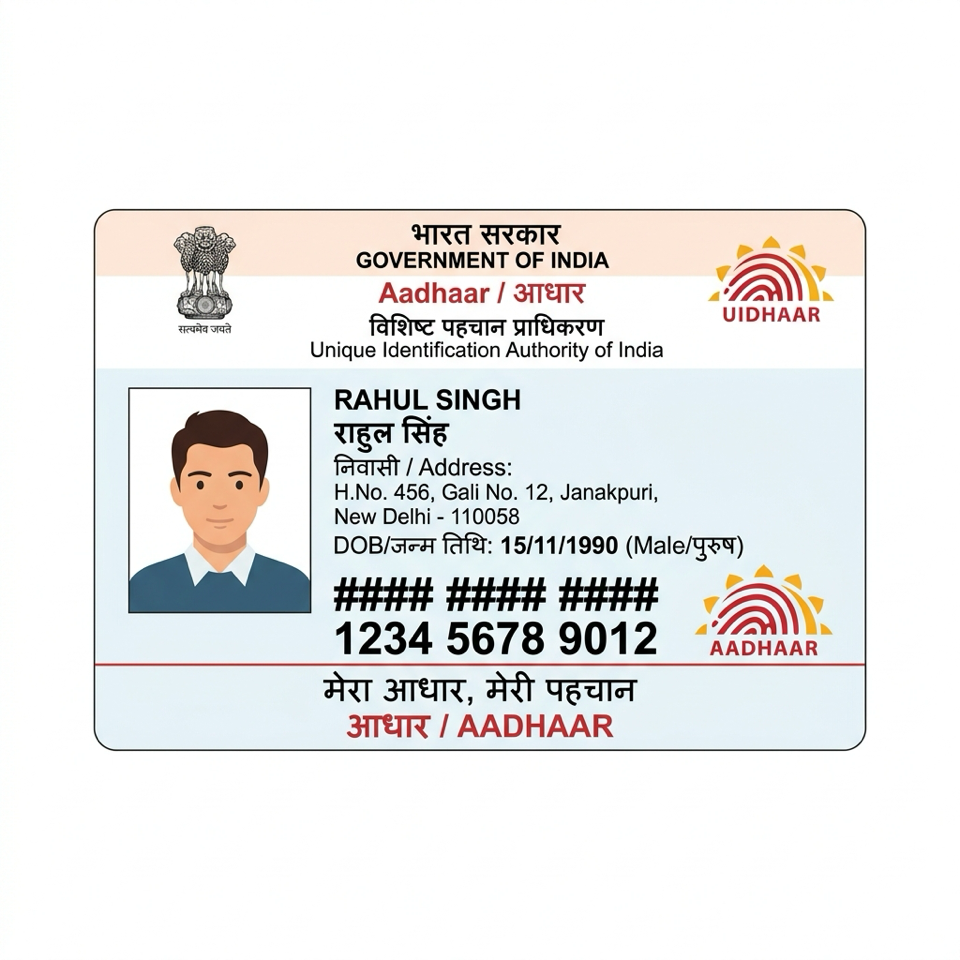 भारत सरकार
GOVERNMENT OF INDIA
Aadhaar / आधार
विशिष्ट पहचान प्राधिकरण
Unique Identification Authority of India
सत्यमेव जयते
UIDHAAR
RAHUL SINGH
राहुल सिंह
निवासी / Address:
H.No. 456, Gali No. 12, Janakpuri,
New Delhi - 110058
DOB/जन्म तिथि: 15/11/1990 (Male/पुरुष)
#### #### ####
1234 5678 9012
AADHAAR
मेरा आधार, मेरी पहचान
आधार / AADHAAR